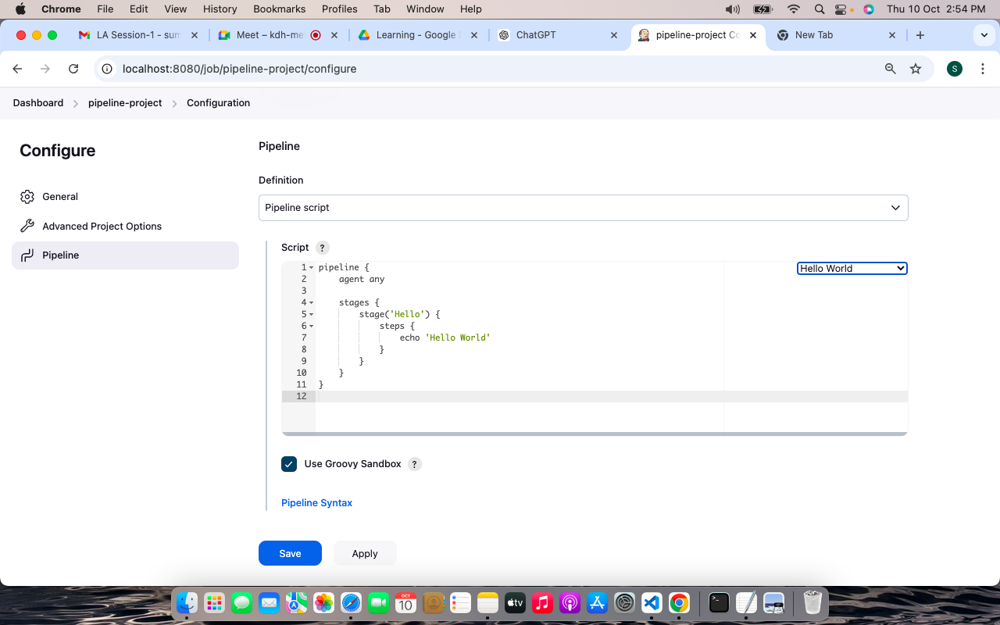 Chrome File Edit View History Bookmarks Profiles Tab Window Help Thu 10 Oct 2:54 PM
LA Session-1 - sum Meet – kdh-me Learning - Google ChatGPT pipeline-project Co New Tab
localhost:8080/job/pipeline-project/configure S
Dashboard pipeline-project Configuration
Configure
General
Advanced Project Options
Pipeline
Pipeline
Definition
Pipeline script
Script ?
Hello World
1 pipeline {
2 agent any
3
4 stages {
5 stage('Hello') {
6 steps {
7 echo 'Hello World'
8 }
9 }
10 }
11 }
12
Use Groovy Sandbox ?
Pipeline Syntax
Save Apply
OCT
10
tv